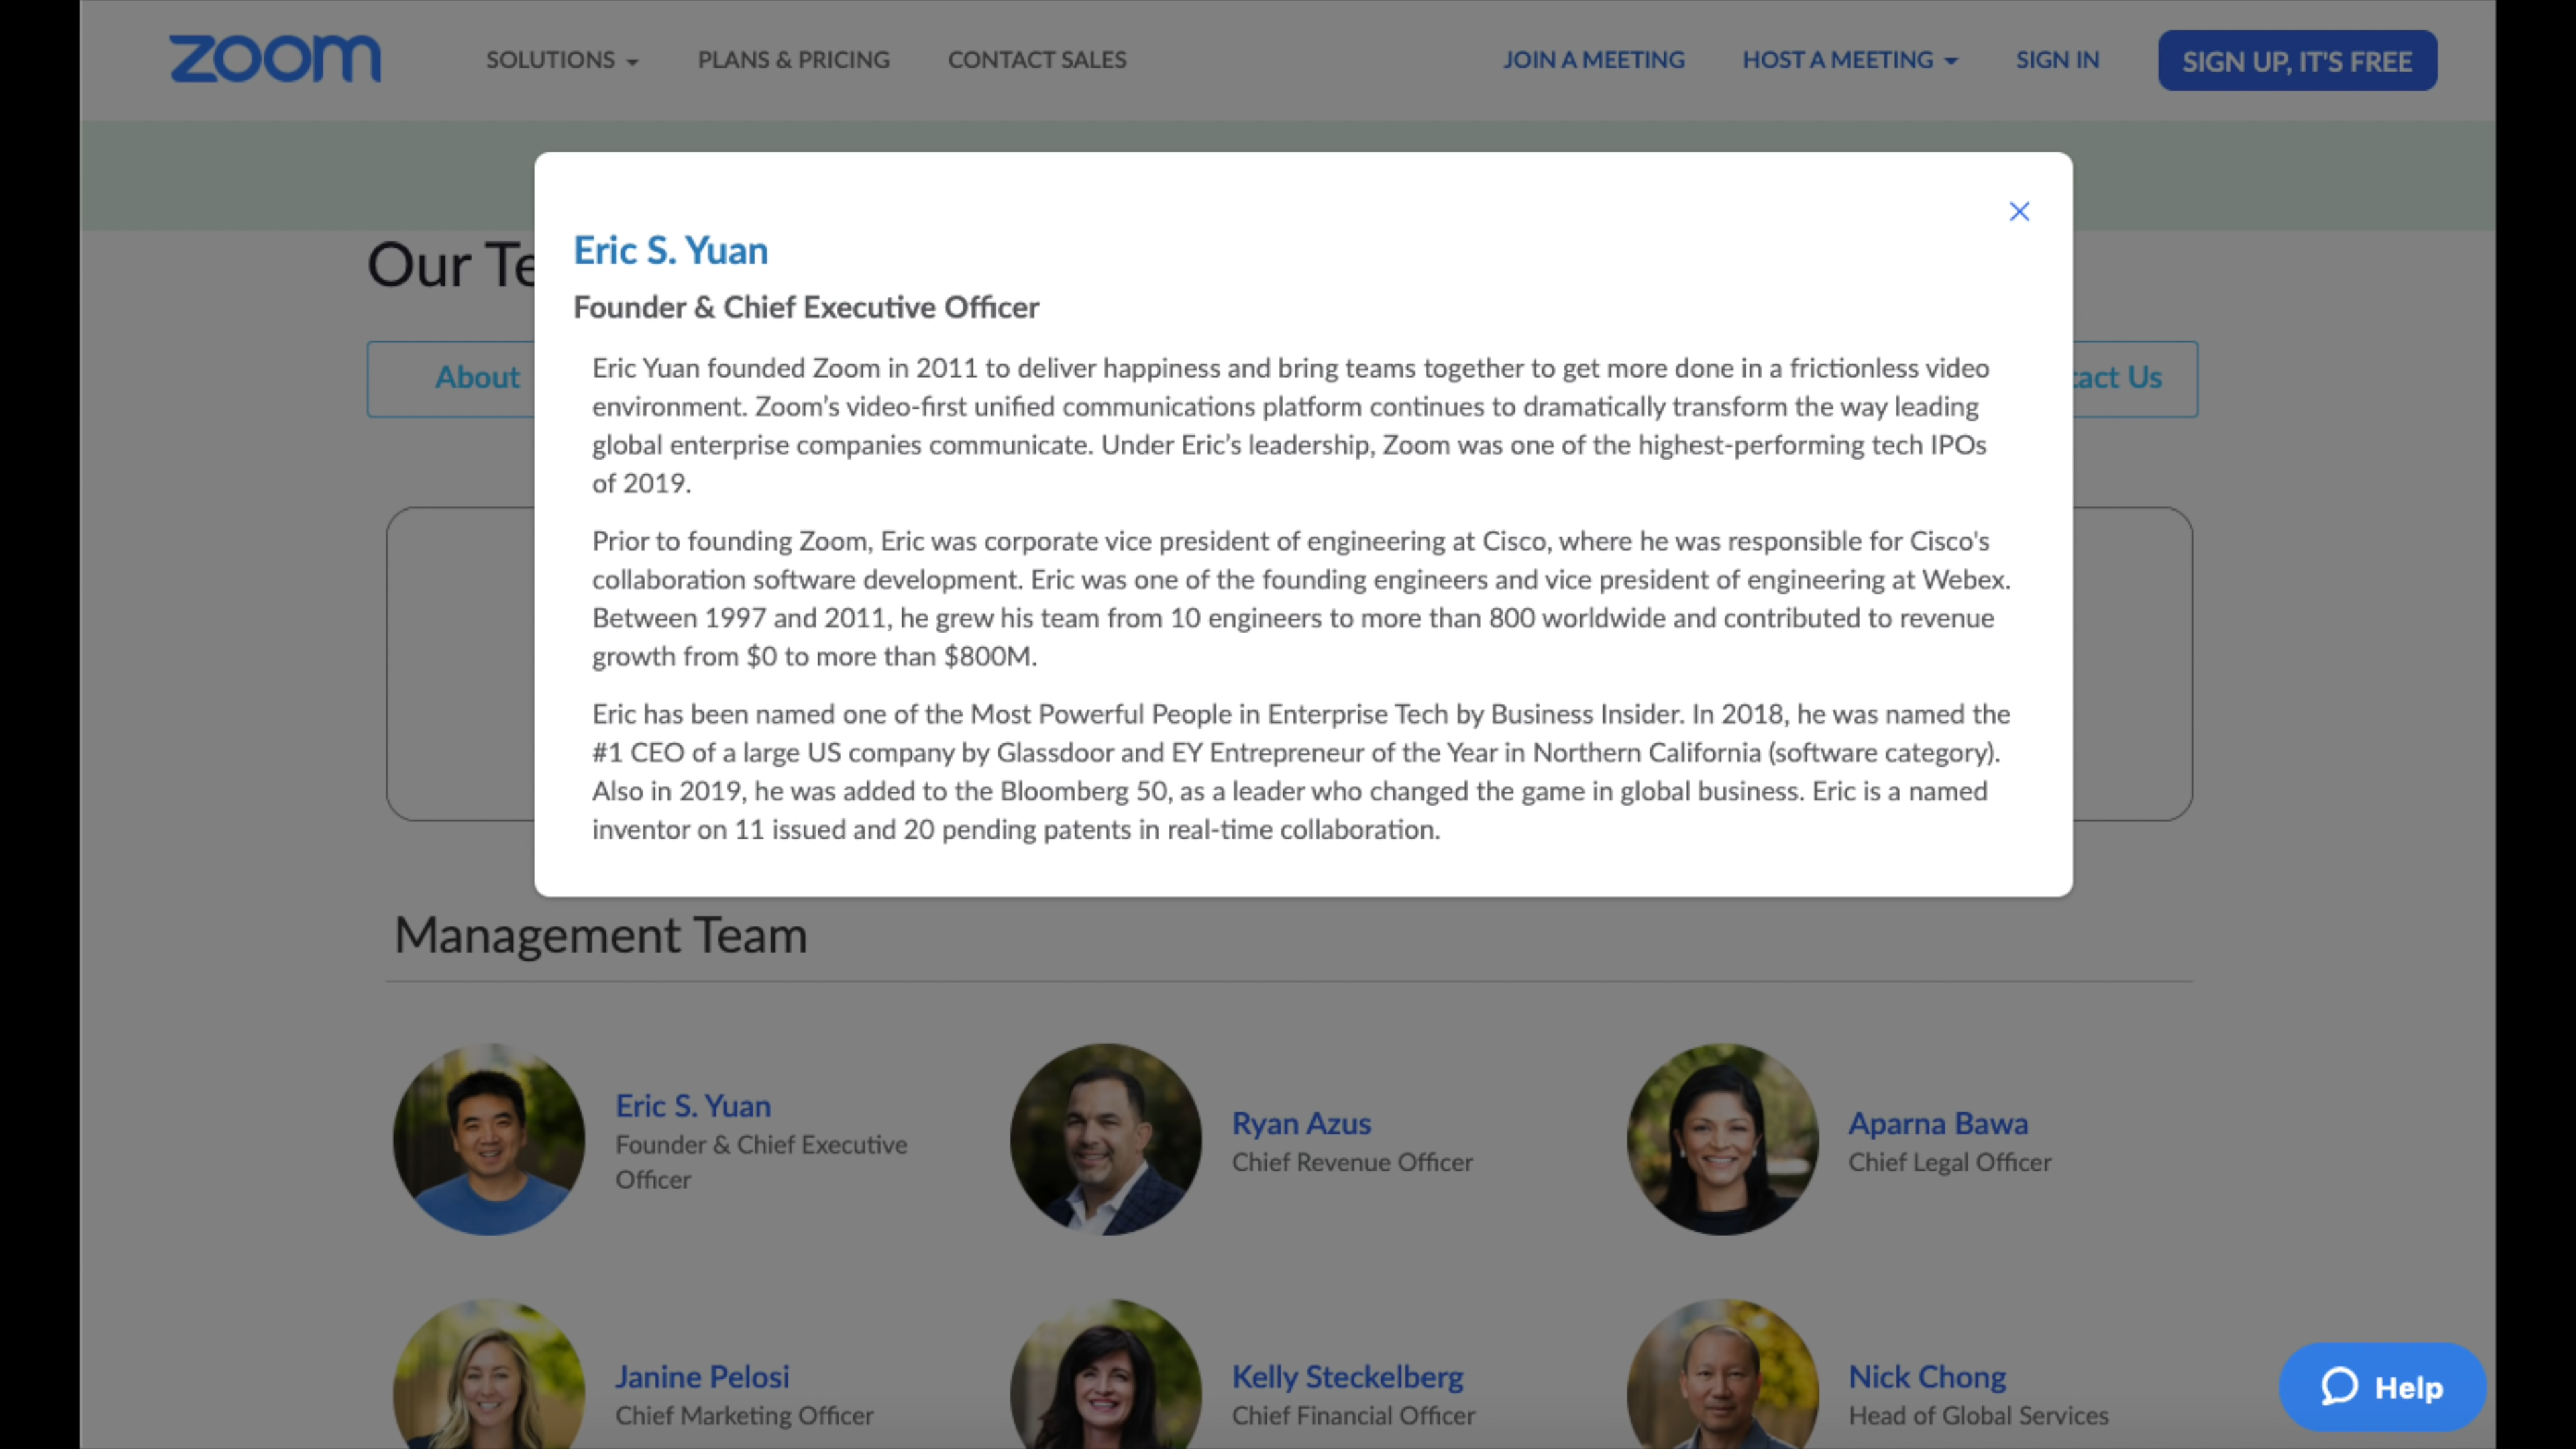 zoom
SOLUTIONS
PLANS & PRICING
CONTACT SALES
JOIN A MEETING
HOST A MEETING
SIGN IN
SIGN UP, IT'S FREE
Our Te
About
tact Us
Eric S. Yuan
Founder & Chief Executive Officer
Eric Yuan founded Zoom in 2011 to deliver happiness and bring teams together to get more done in a frictionless video
environment. Zoom’s video-first unified communications platform continues to dramatically transform the way leading
global enterprise companies communicate. Under Eric’s leadership, Zoom was one of the highest-performing tech IPOs
of 2019.
Prior to founding Zoom, Eric was corporate vice president of engineering at Cisco, where he was responsible for Cisco's
collaboration software development. Eric was one of the founding engineers and vice president of engineering at Webex.
Between 1997 and 2011, he grew his team from 10 engineers to more than 800 worldwide and contributed to revenue
growth from $0 to more than $800M.
Eric has been named one of the Most Powerful People in Enterprise Tech by Business Insider. In 2018, he was named the
#1 CEO of a large US company by Glassdoor and EY Entrepreneur of the Year in Northern California (software category).
Also in 2019, he was added to the Bloomberg 50, as a leader who changed the game in global business. Eric is a named
inventor on 11 issued and 20 pending patents in real-time collaboration.
Management Team
Eric S. Yuan
Founder & Chief Executive
Officer
Ryan Azus
Chief Revenue Officer
Aparna Bawa
Chief Legal Officer
Janine Pelosi
Chief Marketing Officer
Kelly Steckelberg
Chief Financial Officer
Nick Chong
Head of Global Services
Help